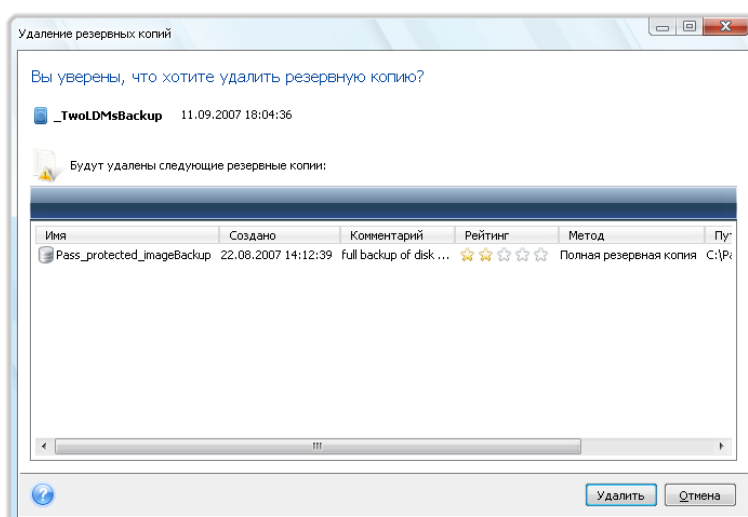 Удаление резервных копий
Вы уверены, что хотите удалить резервную копию?
_TwoLDMsBackup 11.09.2007 18:04:36
Будут удалены следующие резервные копии:
Имя Создано Комментарий Рейтинг Метод Пу
Pass_protected_imageBackup 22.08.2007 14:12:39 full backup of disk ... Полная резервная копия C:\Pa
Удалить Отмена